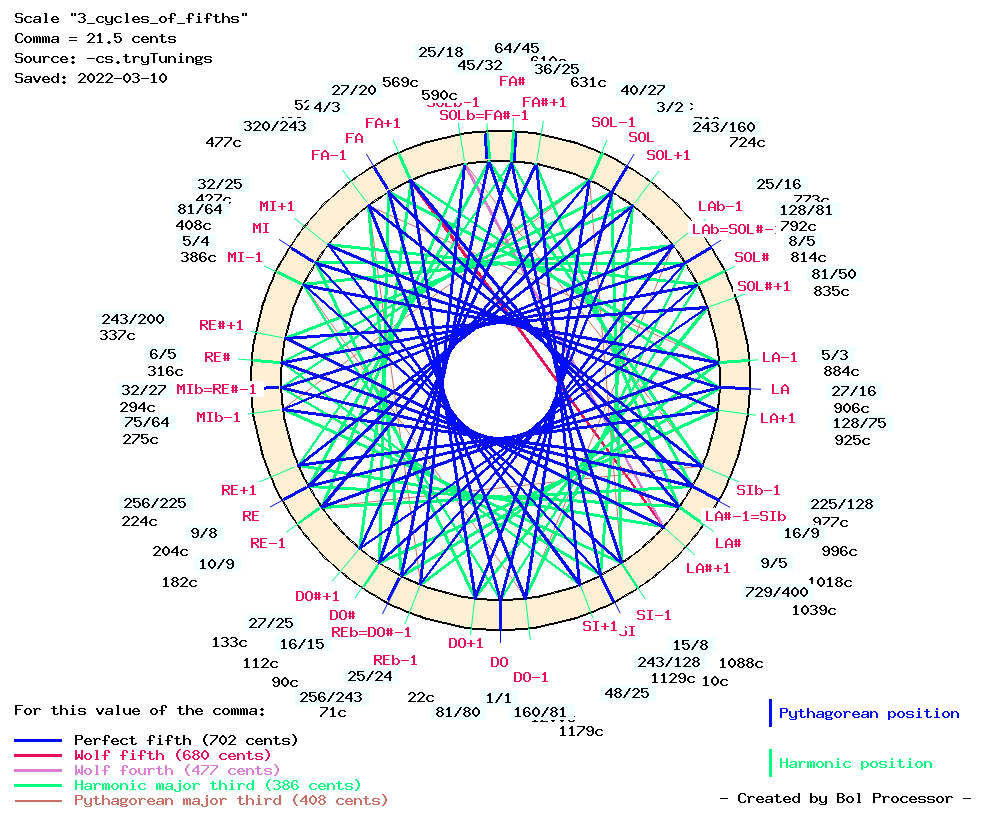 Scale "3_cycles_of_fifths"
Comma = 21.5 cents
Source: -cs.tryTunings
Saved: 2022-03-10
64/45
25/18
45/32
36/25
FA#
569c
631c
27/20
590c
40/27
FA#+1
4/3
3/2
SOLb=FA#-1
320/243
FA+1
SOL-1
243/160
477c
FA
SOL
724c
FA-1
SOL+1
32/25
25/16
427c
773c
81/64
MI+1
LAb-1
128/81
408c
MI
LAb=SOL#-
792c
5/4
8/5
386c
MI-1
SOL#
814c
81/50
SOL#+1
835c
243/200
RE#+1
337c
6/5
RE#
LA-1
5/3
316c
884c
32/27
MIb=RE#-1
LA
27/16
294c
906c
75/64
MIb-1
LA+1
128/75
275c
925c
RE+1
SIb-1
256/225
225/128
224c
RE
LA#-1=SIb
977c
9/8
16/9
204c
RE-1
LA#
996c
10/9
LA#+1
9/5
182c
1018c
729/400
DO#+1
1039c
DO#
SI-1
27/25
REb=DO#-1
SI+1
133c
16/15
DO+1
15/8
112c
REb-1
DO
243/128
1088c
25/24
DO-1
1129c
10c
90c
256/243
22c
1/1
48/25
71c
81/80
160/81
1179c
For this value of the comma:
Perfect fifth (702 cents)
Wolf fifth (680 cents)
Wolf fourth (477 cents)
Harmonic major third (386 cents)
Pythagorean major third (408 cents)
Pythagorean position
Harmonic position
- Created by Bol Processor -